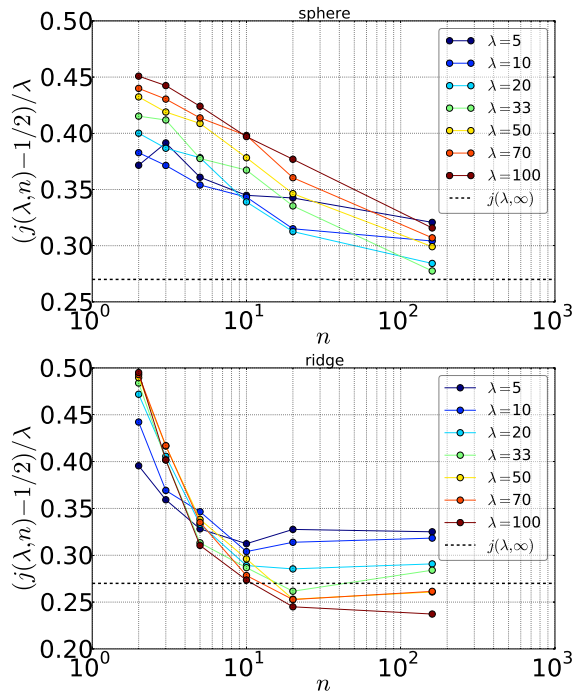 sphere
(j(λ,n)−1/2)/λ
0.50
0.45
0.40
0.35
0.30
0.25
10^0
10^1
10^2
10^3
n
λ=5
λ=10
λ=20
λ=33
λ=50
λ=70
λ=100
j(λ,∞)
ridge
(j(λ,n)−1/2)/λ
0.50
0.45
0.40
0.35
0.30
0.25
0.20
10^0
10^1
10^2
10^3
n
λ=5
λ=10
λ=20
λ=33
λ=50
λ=70
λ=100
j(λ,∞)